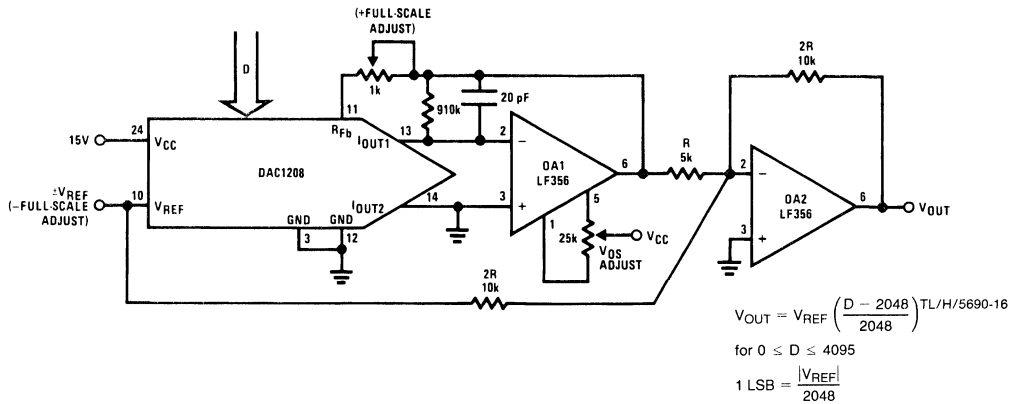 (+FULL-SCALE
ADJUST)
D
1k
11
RFb
910k
20 pF
2R
10k
15V
24
VCC
IOUT1
13
2
−
OA1
LF356
6
R
5k
2
−
OA2
LF356
6
VOUT
DAC1208
±VREF
(−FULL-SCALE
ADJUST)
10
VREF
IOUT2
14
3
+
5
1
25k
VCC
VOS
ADJUST
3
+
GND
3
GND
12
2R
10k
VOUT = VREF (D − 2048 / 2048) TL/H/5690-16
for 0 ≤ D ≤ 4095
1 LSB = |VREF| / 2048